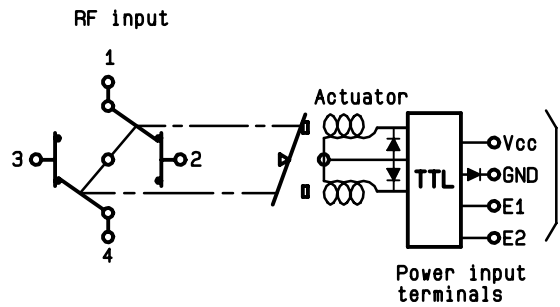 RF input
1
Actuator
3
2
TTL
Vcc
GND
E1
E2
4
Power input
terminals